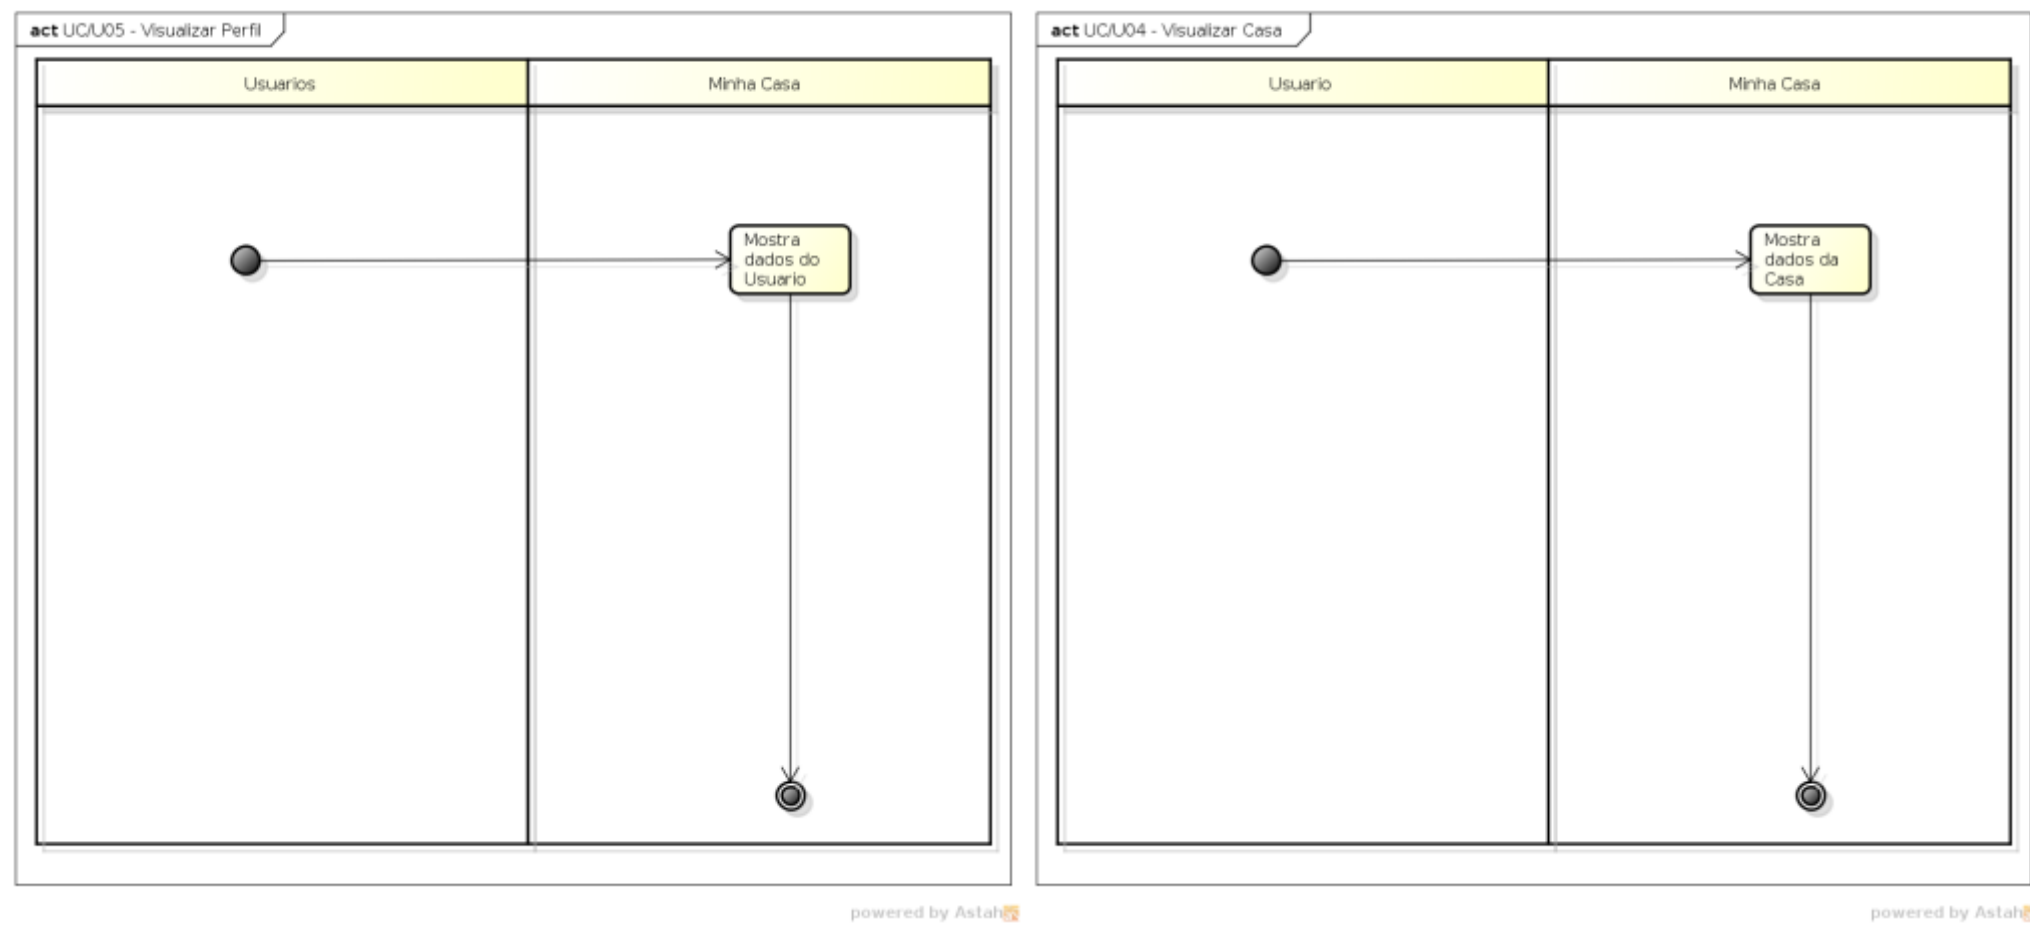 act UC/U05 - Visualizar Perfil
Usuarios
Minha Casa
Mostra
dados do
Usuario
powered by Astah
act UC/U04 - Visualizar Casa
Usuario
Minha Casa
Mostra
dados da
Casa
powered by Astah